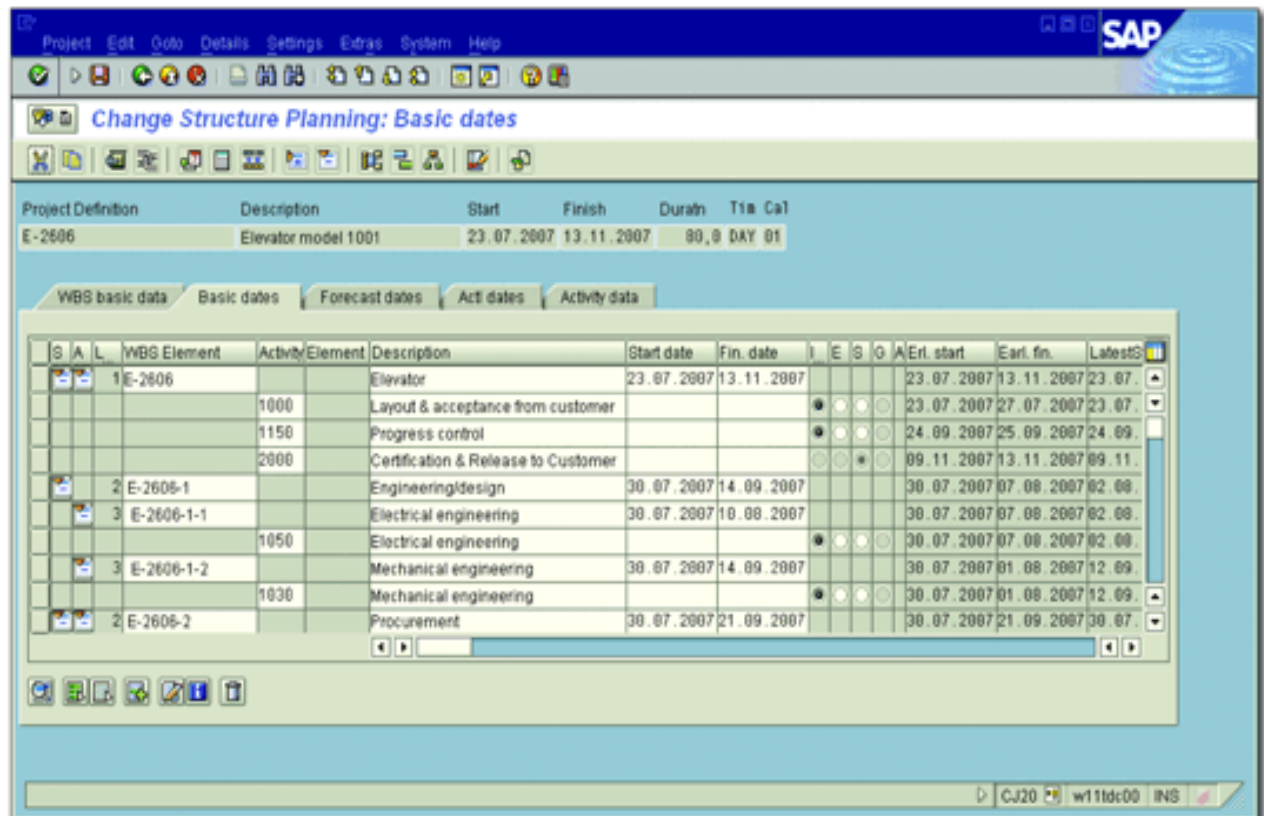 Project Edit Goto Details Settings Extras System Help
SAP
Change Structure Planning: Basic dates
Project Definition Description Start Finish Duratn Tim Cal
E-2606 Elevator model 1001 23.07.2007 13.11.2007 80,0 DAY 01
WBS basic data Basic dates Forecast dates Actl dates Activity data
S A L WBS Element Activity Element Description Start date Fin. date I E S O A Erl. start Earl. fin. LatestS
1 E-2606 Elevator 23.07.2007 13.11.2007 23.07.2007 13.11.2007 23.07.
1000 Layout & acceptance from customer 23.07.2007 27.07.2007 23.07.
1150 Progress control 24.09.2007 25.09.2007 24.09.
2000 Certification & Release to Customer 09.11.2007 13.11.2007 09.11.
2 E-2606-1 Engineering/design 30.07.2007 14.09.2007 30.07.2007 07.08.2007 02.08.
3 E-2606-1-1 Electrical engineering 30.07.2007 10.08.2007 30.07.2007 07.08.2007 02.08.
1050 Electrical engineering 30.07.2007 07.08.2007 02.08.
3 E-2606-1-2 Mechanical engineering 30.07.2007 14.09.2007 30.07.2007 01.08.2007 12.09.
1030 Mechanical engineering 30.07.2007 01.08.2007 12.09.
2 E-2606-2 Procurement 30.07.2007 21.09.2007 30.07.2007 21.09.2007 30.07.
CJ20 w11tdc00 INS